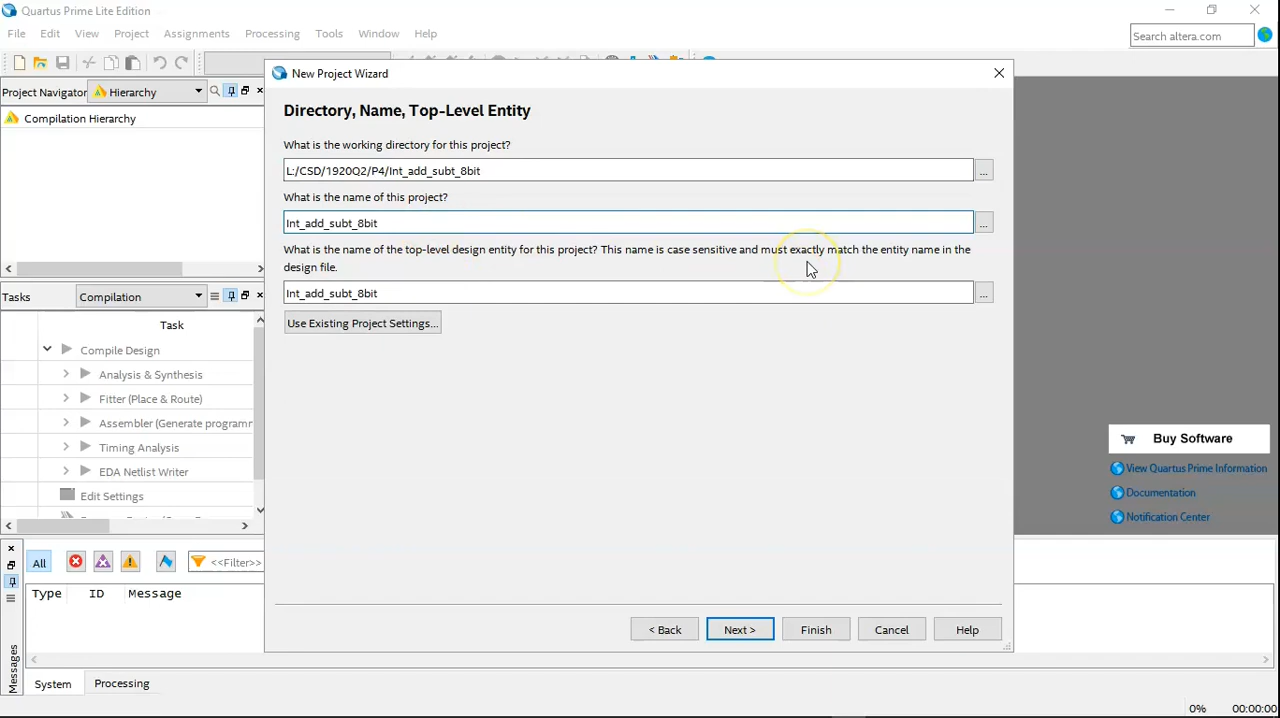 Quartus Prime Lite Edition
File Edit View Project Assignments Processing Tools Window Help
Search altera.com
Project Navigator Hierarchy
Compilation Hierarchy
New Project Wizard
Directory, Name, Top-Level Entity
What is the working directory for this project?
L:/CSD/1920Q2/P4/Int_add_subt_8bit
...
What is the name of this project?
Int_add_subt_8bit
...
What is the name of the top-level design entity for this project? This name is case sensitive and must exactly match the entity name in the
design file.
Int_add_subt_8bit
...
Use Existing Project Settings...
Tasks Compilation
Task
Compile Design
Analysis & Synthesis
Fitter (Place & Route)
Assembler (Generate programr
Timing Analysis
EDA Netlist Writer
Edit Settings
Buy Software
View Quartus Prime Information
Documentation
Notification Center
< Back Next > Finish Cancel Help
All <<Filter>>
Type ID Message
Messages
System Processing
0% 00:00:00